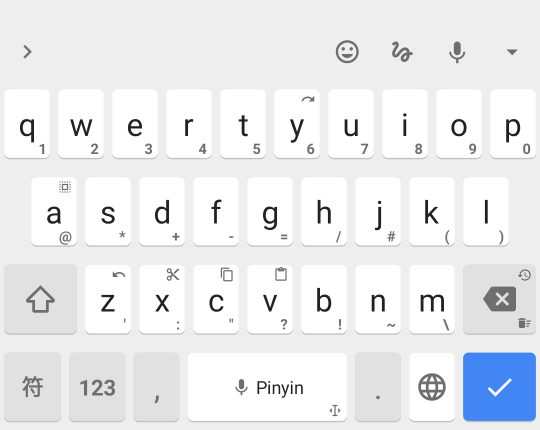 q 1 w 2 e 3 r 4 t 5 y 6 u 7 i 8 o 9 p 0
a @ s * d + f - g = h / j # k ( l )
z ' x : c " v ? b ! n ~ m \
符 123 , Pinyin .